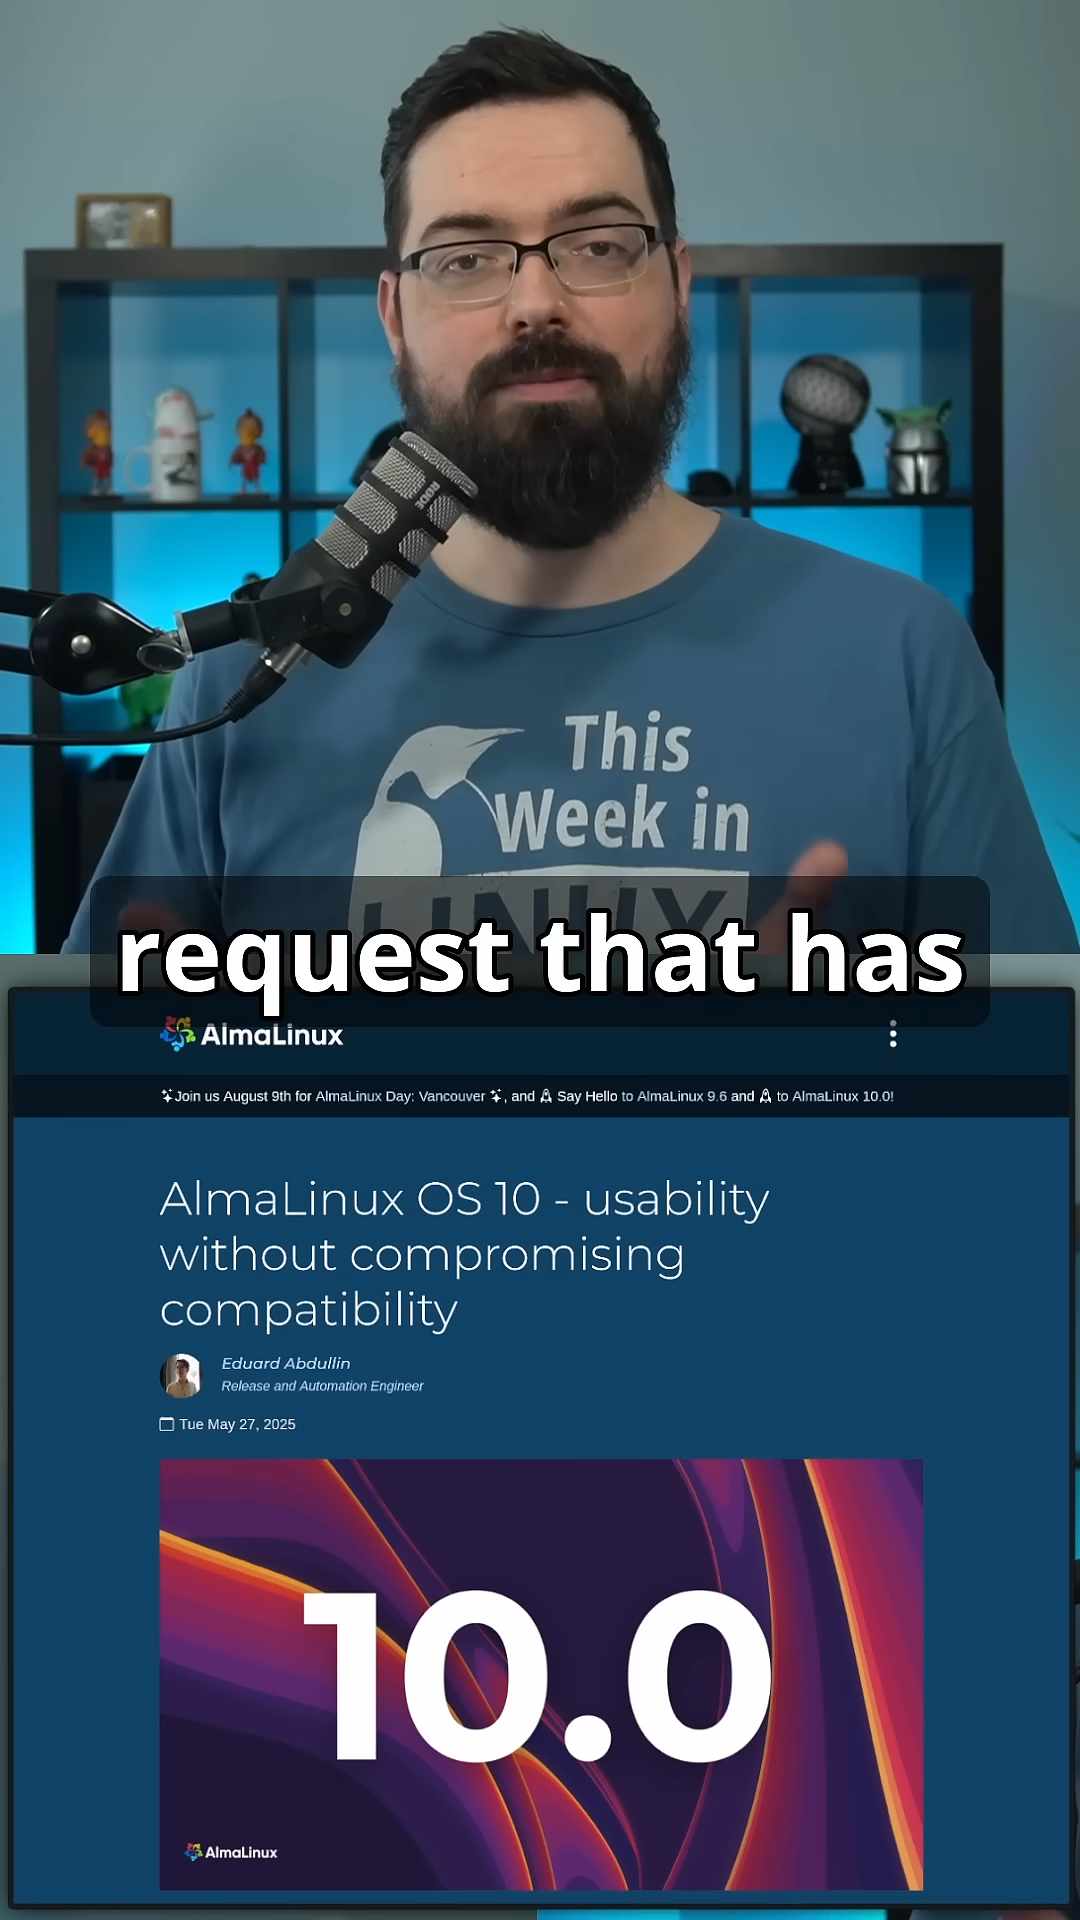 RØDE
This
Week in
LINUX
request that has
AlmaLinux
Join us August 9th for AlmaLinux Day: Vancouver , and Say Hello to AlmaLinux 9.6 and to AlmaLinux 10.0!
AlmaLinux OS 10 - usability
without compromising
compatibility
Eduard Abdullin
Release and Automation Engineer
Tue May 27, 2025
10.0
AlmaLinux